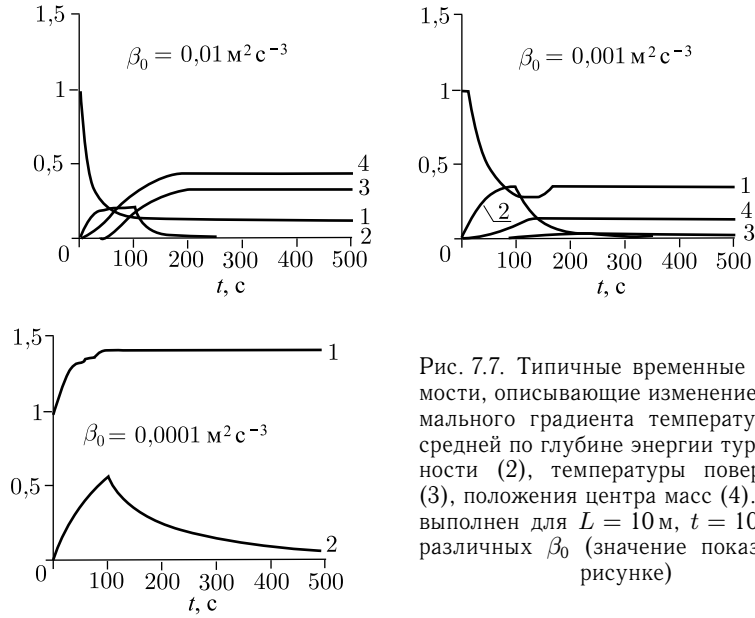 1,5
β₀ = 0,01 м² с⁻³
1
0,5
4
3
1
2
0
100 200 300 400 500
t, с
1,5
β₀ = 0,001 м² с⁻³
1
0,5
2
1
4
3
0
100 200 300 400 500
t, с
1,5
1
1
β₀ = 0,0001 м² с⁻³
0,5
2
0
100 200 300 400 500
t, с
Рис. 7.7. Типичные временные
мости, описывающие изменение
мального градиента температу
средней по глубине энергии тур
ности (2), температуры повер
(3), положения центра масс (4).
выполнен для L = 10 м, t = 10
различных β₀ (значение показ
рисунке)